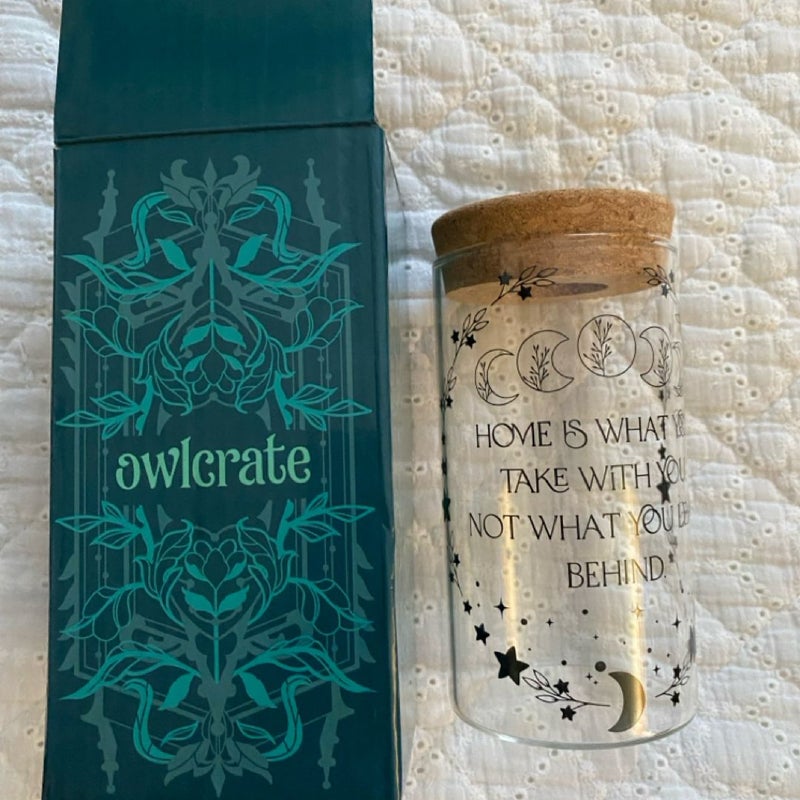 owlcrate
HOME IS WHAT
TAKE WITH YOU
NOT WHAT YOU
BEHIND.